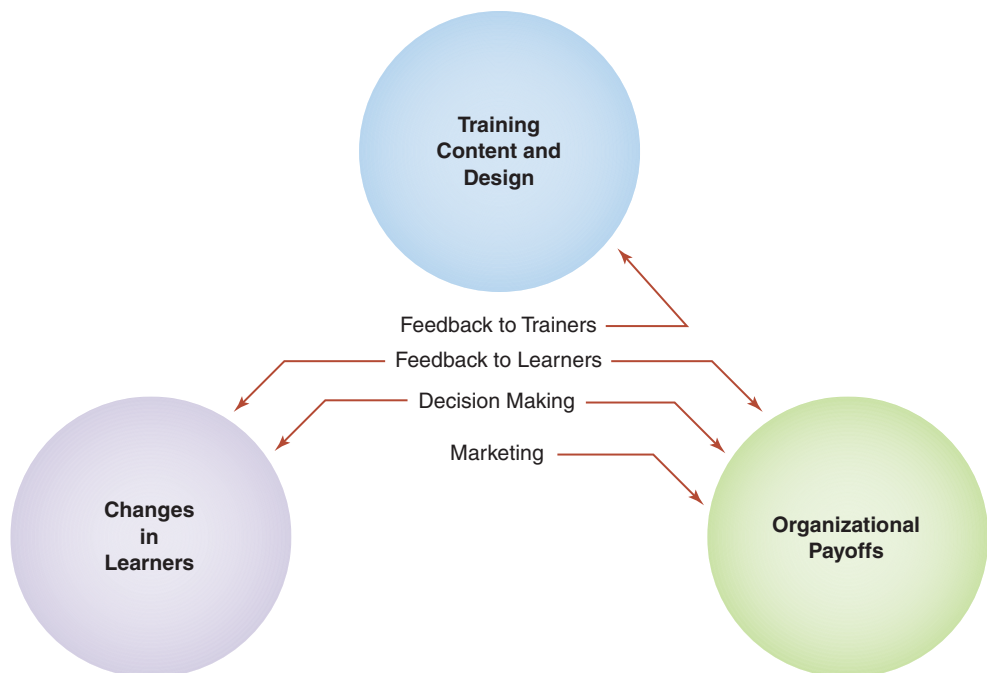 Training
Content and
Design
Feedback to Trainers
Feedback to Learners
Decision Making
Marketing
Changes
in
Learners
Organizational
Payoffs